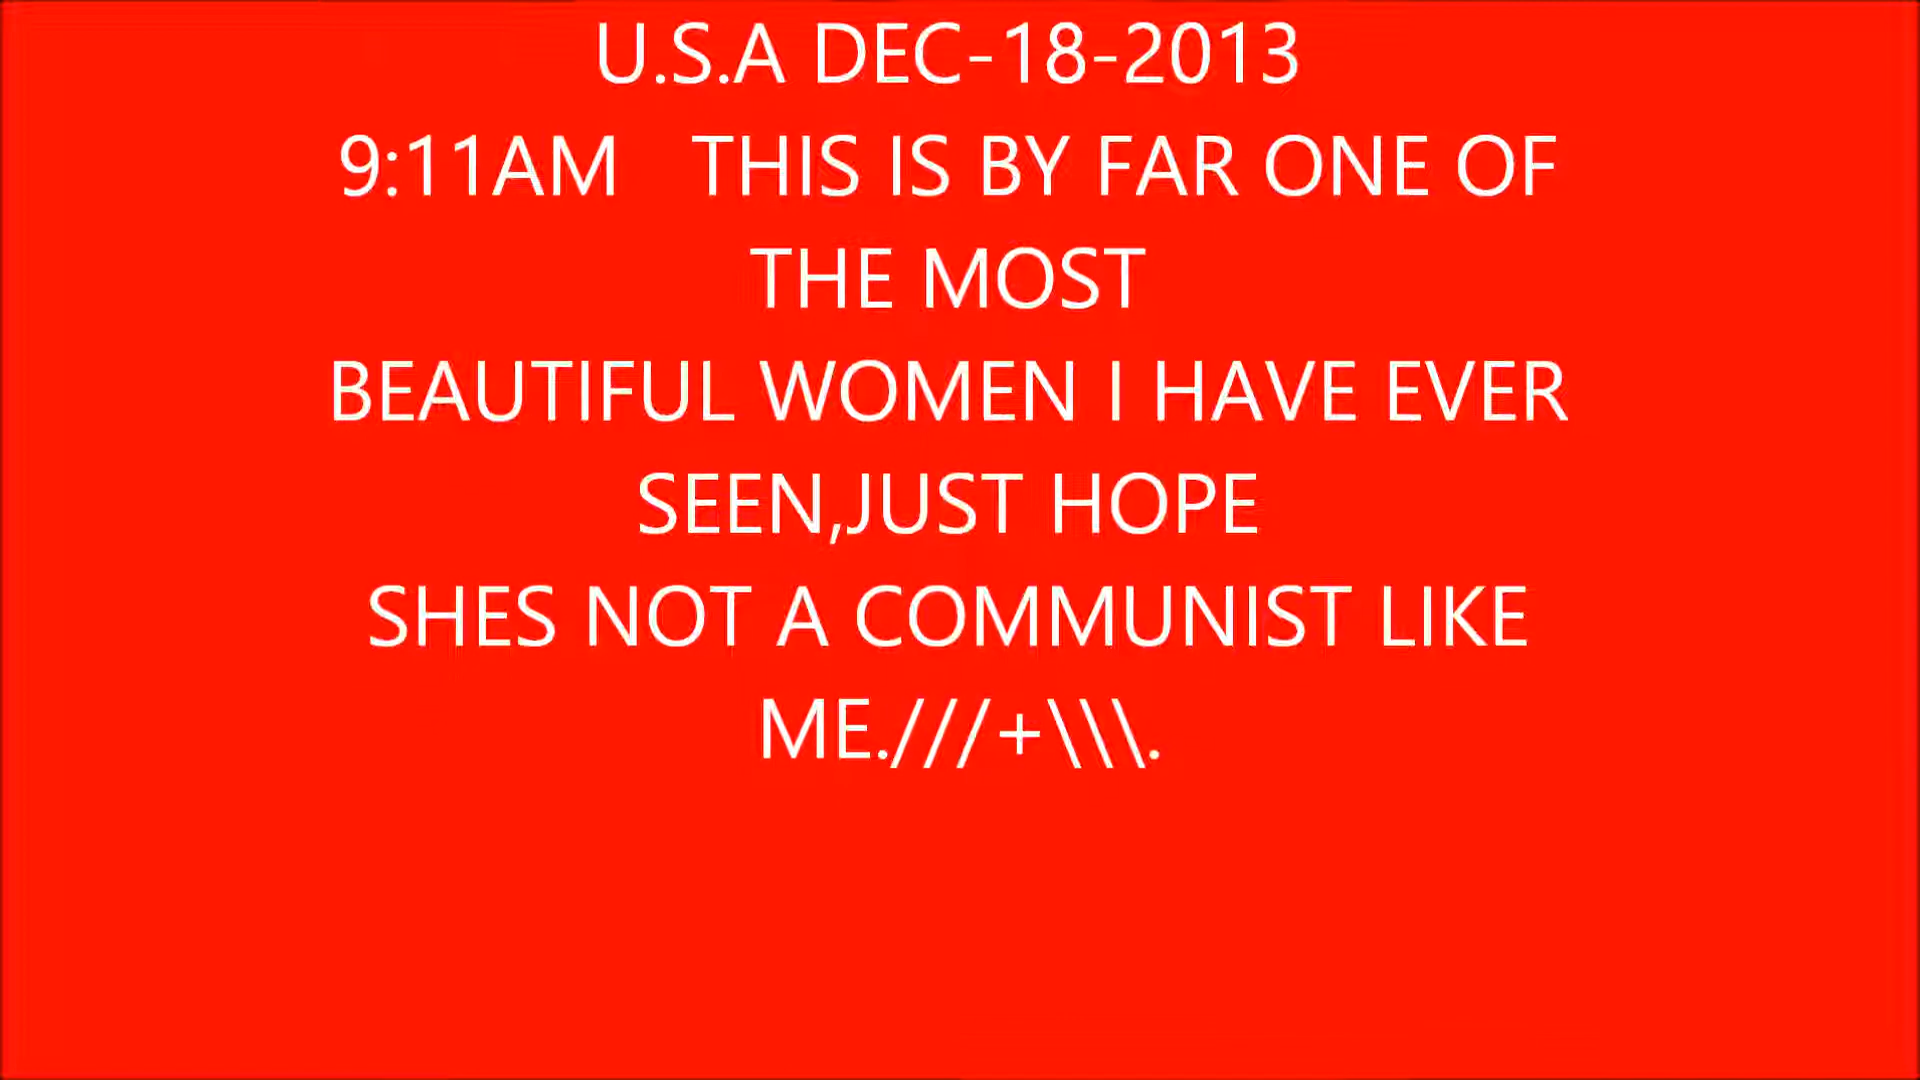 U.S.A DEC-18-2013
9:11AM   THIS IS BY FAR ONE OF
THE MOST
BEAUTIFUL WOMEN I HAVE EVER
SEEN,JUST HOPE
SHES NOT A COMMUNIST LIKE
ME.///+\\\.